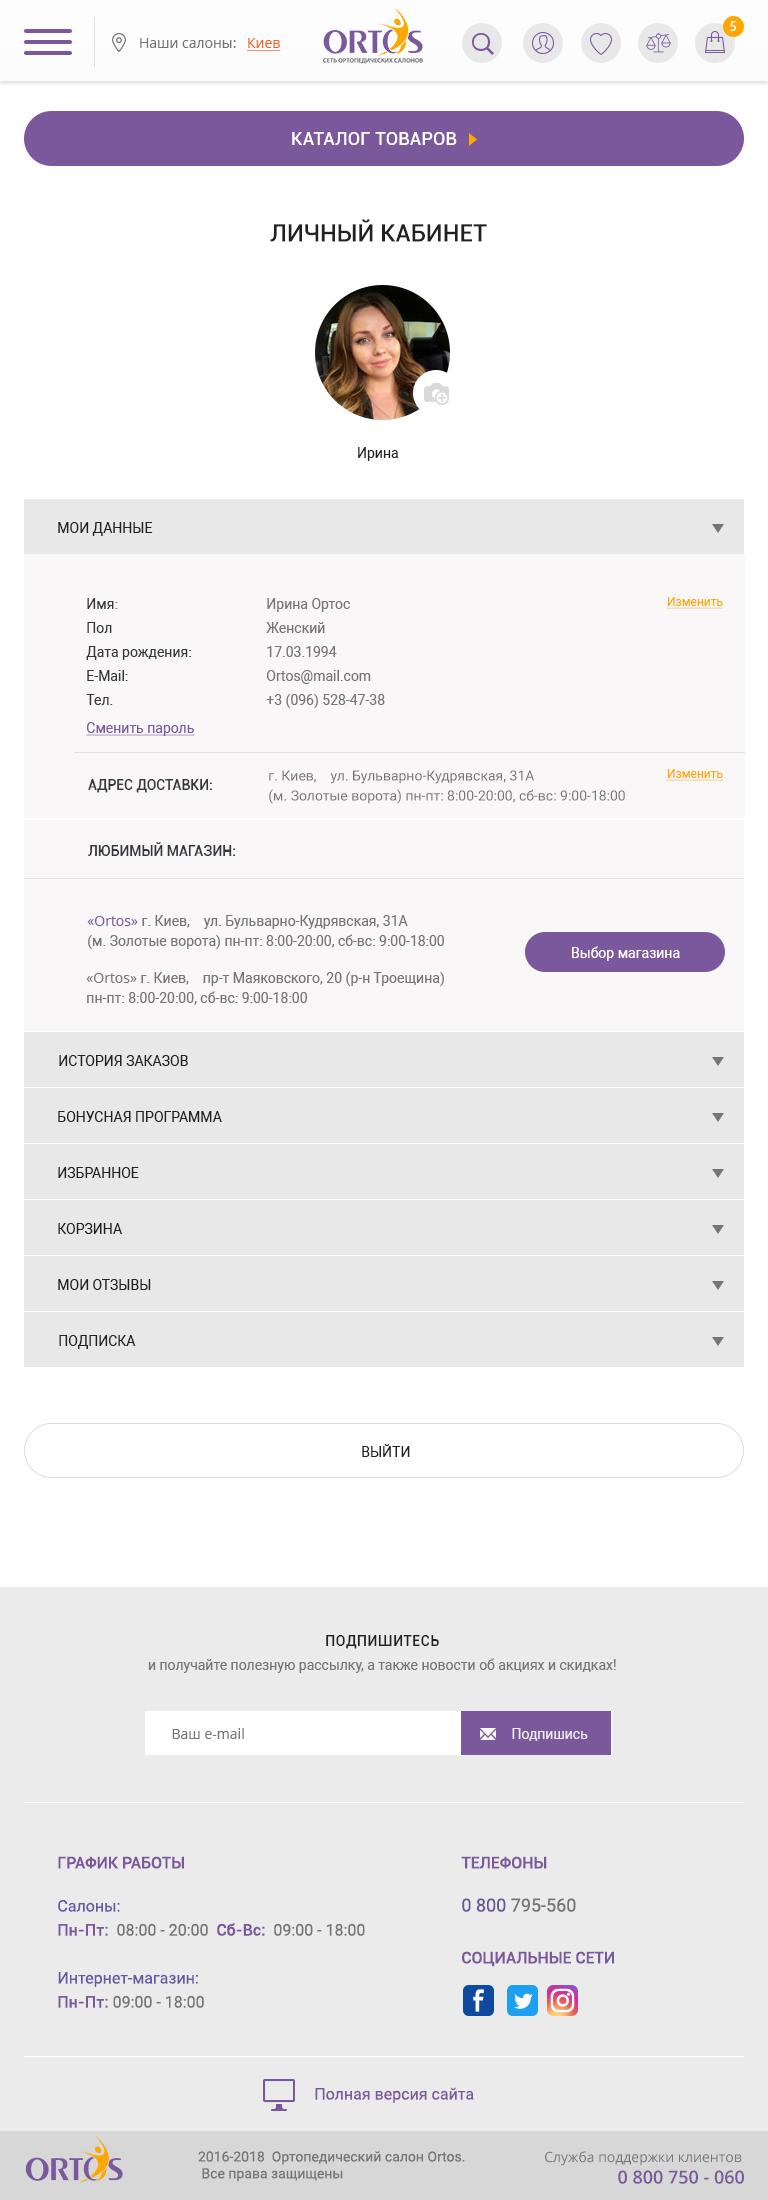 Наши салоны: Киев
ORTOS
СЕТЬ ОРТОПЕДИЧЕСКИХ САЛОНОВ
5
КАТАЛОГ ТОВАРОВ
ЛИЧНЫЙ КАБИНЕТ
Ирина
МОИ ДАННЫЕ
Имя: Ирина Ортос Изменить
Пол Женский
Дата рождения: 17.03.1994
E-Mail: Ortos@mail.com
Тел. +3 (096) 528-47-38
Сменить пароль
АДРЕС ДОСТАВКИ: г. Киев, ул. Бульварно-Кудрявская, 31А Изменить
(м. Золотые ворота) пн-пт: 8:00-20:00, сб-вс: 9:00-18:00
ЛЮБИМЫЙ МАГАЗИН:
«Ortos» г. Киев, ул. Бульварно-Кудрявская, 31А
(м. Золотые ворота) пн-пт: 8:00-20:00, сб-вс: 9:00-18:00
Выбор магазина
«Ortos» г. Киев, пр-т Маяковского, 20 (р-н Троещина)
пн-пт: 8:00-20:00, сб-вс: 9:00-18:00
ИСТОРИЯ ЗАКАЗОВ
БОНУСНАЯ ПРОГРАММА
ИЗБРАННОЕ
КОРЗИНА
МОИ ОТЗЫВЫ
ПОДПИСКА
ВЫЙТИ
ПОДПИШИТЕСЬ
и получайте полезную рассылку, а также новости об акциях и скидках!
Ваш e-mail Подпишись
ГРАФИК РАБОТЫ
Салоны:
Пн-Пт: 08:00 - 20:00 Сб-Вс: 09:00 - 18:00
Интернет-магазин:
Пн-Пт: 09:00 - 18:00
ТЕЛЕФОНЫ
0 800 795-560
СОЦИАЛЬНЫЕ СЕТИ
Полная версия сайта
ORTOS
2016-2018 Ортопедический салон Ortos.
Все права защищены
Служба поддержки клиентов
0 800 750 - 060